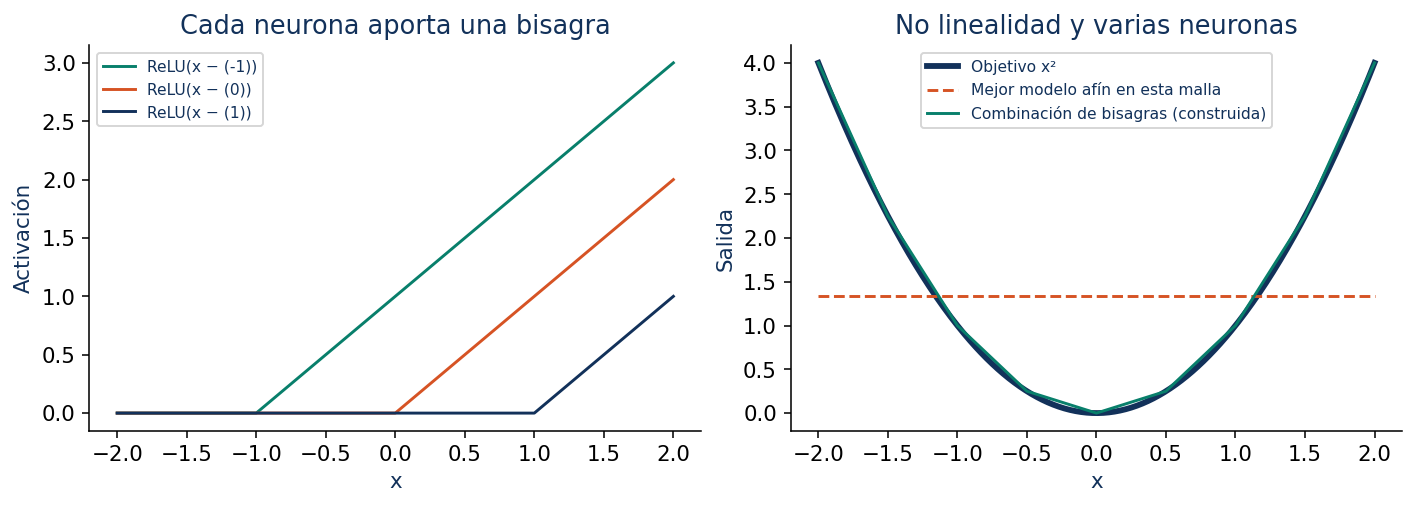 Cada neurona aporta una bisagra
ReLU(x − (-1))
ReLU(x − (0))
ReLU(x − (1))
Activación
3.0
2.5
2.0
1.5
1.0
0.5
0.0
−2.0 −1.5 −1.0 −0.5 0.0 0.5 1.0 1.5 2.0
x
No linealidad y varias neuronas
Objetivo x²
Mejor modelo afín en esta malla
Combinación de bisagras (construida)
Salida
4.0
3.5
3.0
2.5
2.0
1.5
1.0
0.5
0.0
−2.0 −1.5 −1.0 −0.5 0.0 0.5 1.0 1.5 2.0
x